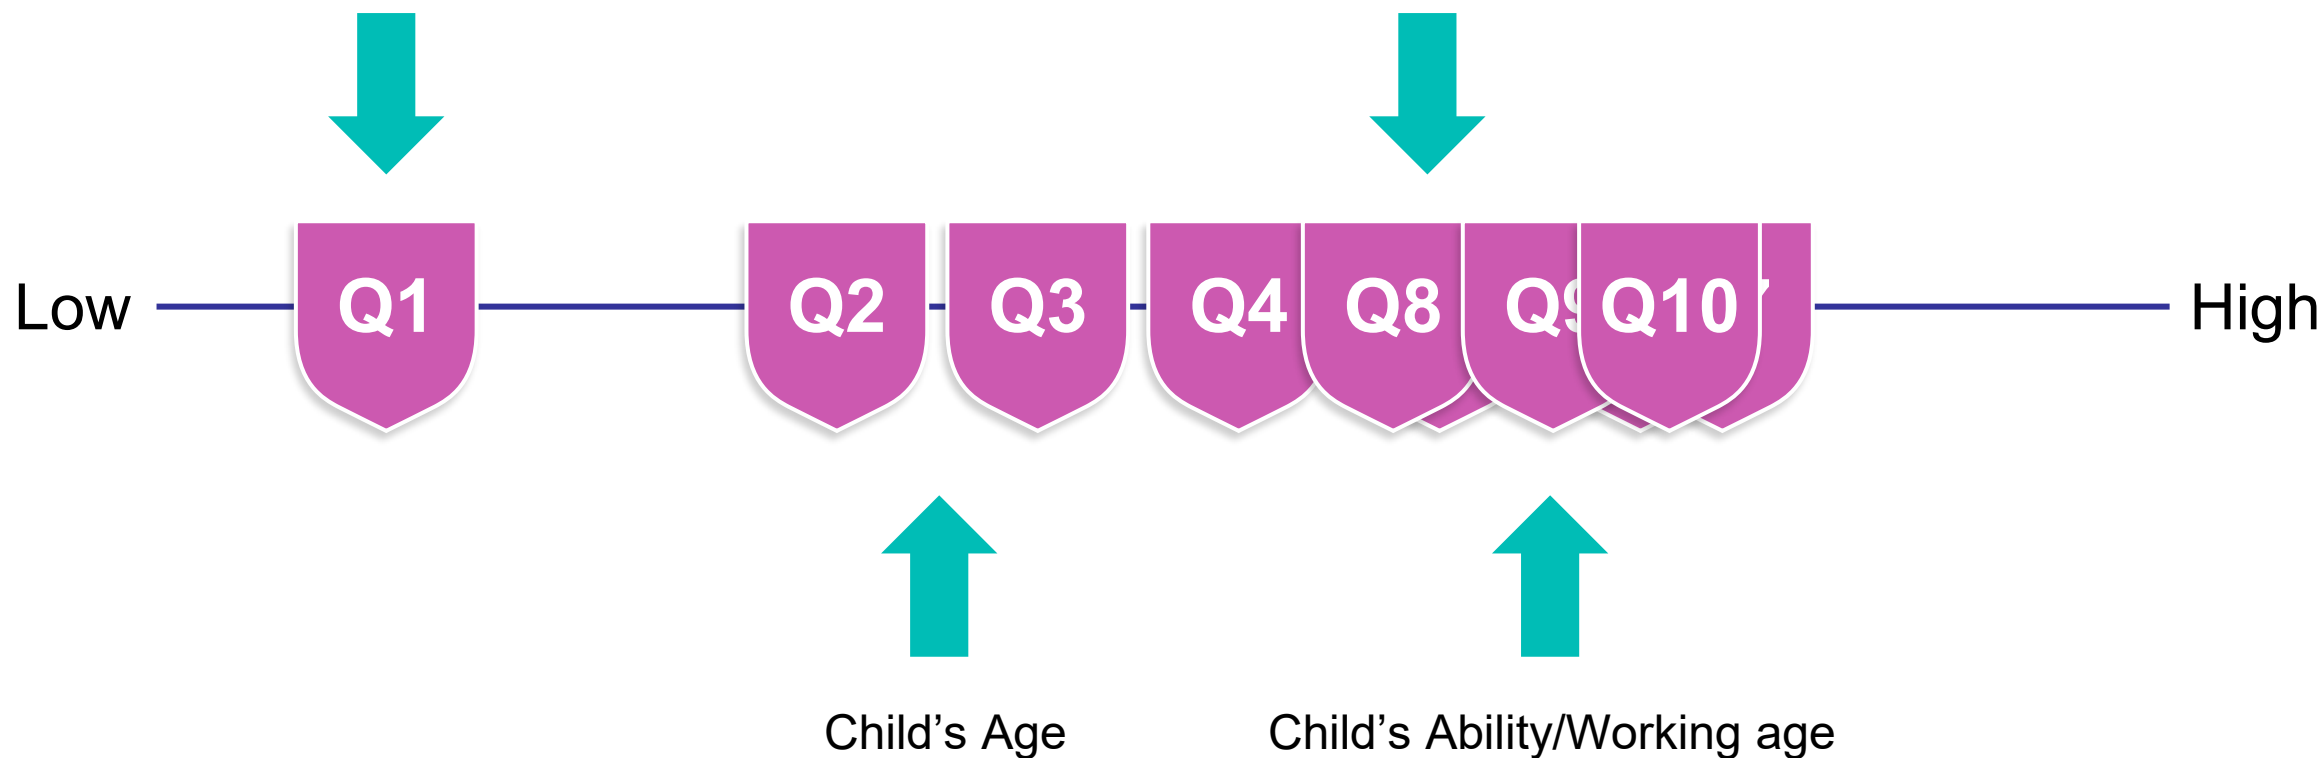 Low Q1 Q2 Q3 Q4 Q8 Q10 High
Child’s Age Child’s Ability/Working age